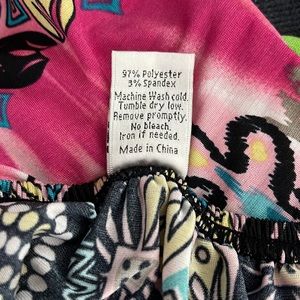 97% Polyester
3% Spandex
Machine Wash cold.
Tumble dry low.
Remove promptly.
No bleach.
Iron if needed.
Made in China